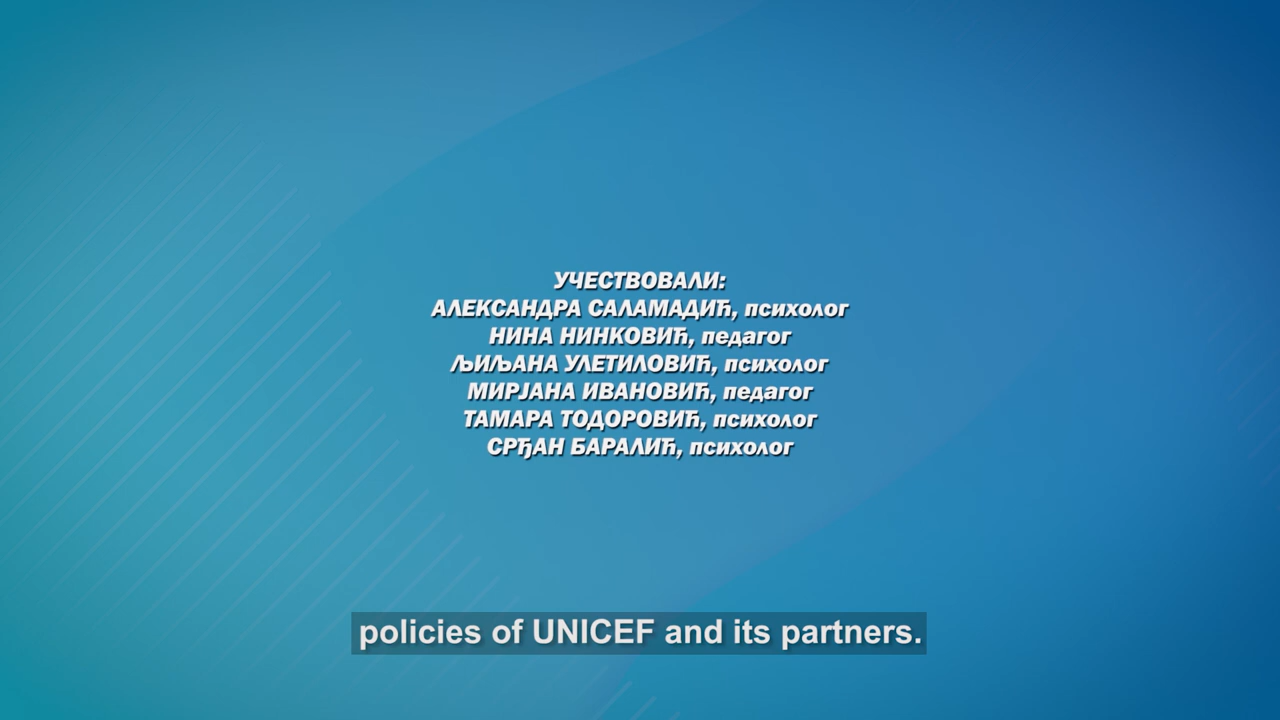 УЧЕСТВОВАЛИ:
АЛЕКСАНДРА САЛАМАДИЋ, психолог
НИНА НИНКОВИЋ, педагог
ЉИЉАНА УЛЕТИЛОВИЋ, психолог
МИРЈАНА ИВАНОВИЋ, педагог
ТАМАРА ТОДОРОВИЋ, психолог
СРЂАН БАРАЛИЋ, психолог
policies of UNICEF and its partners.